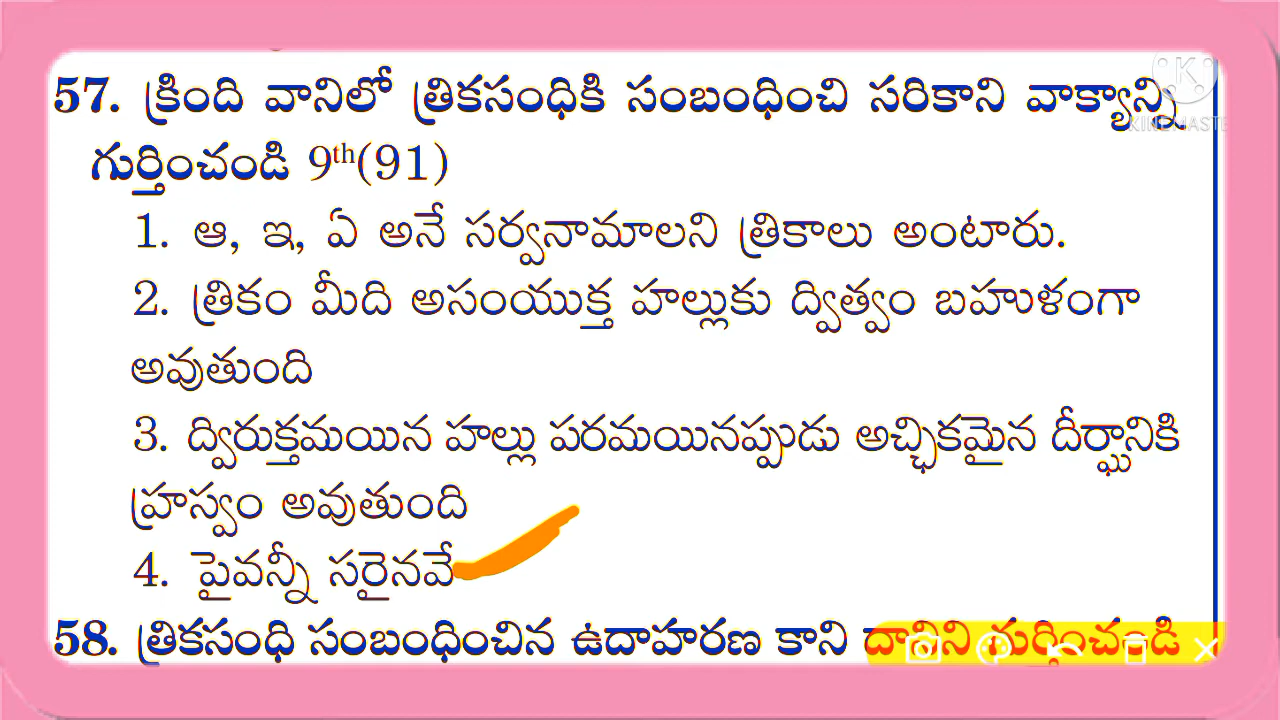 57. క్రింది వానిలో త్రికసంధికి సంబంధించి సరికాని వాక్యాన్ని
గుర్తించండి 9th(91)
1. ఆ, ఇ, ఏ అనే సర్వనామాలని త్రికాలు అంటారు.
2. త్రికం మీది అసంయుక్త హల్లుకు ద్విత్వం బహుళంగా
అవుతుంది
3. ద్విరుక్తమయిన హల్లు పరమయినప్పుడు అచ్ఛికమైన దీర్ఘానికి
హ్రస్వం అవుతుంది
4. పైవన్నీ సరైనవే
58. త్రికసంధి సంబంధించిన ఉదాహరణ కాని దానిని గుర్తించండి
K
KINEMASTE